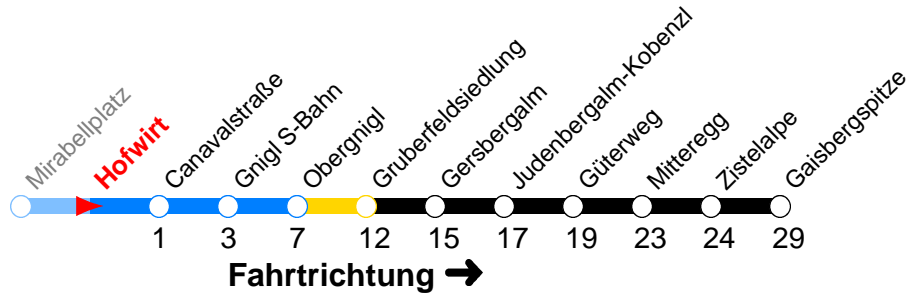 Mirabellplatz
Hofwirt
Canavalstraße
Gnigl S-Bahn
Obergnigl
Gruberfeldsiedlung
Gersbergalm
Judenbergalm-Kobenzl
Güterweg
Mitteregg
Zistelalpe
Gaisbergspitze
1 3 7 12 15 17 19 23 24 29
Fahrtrichtung →